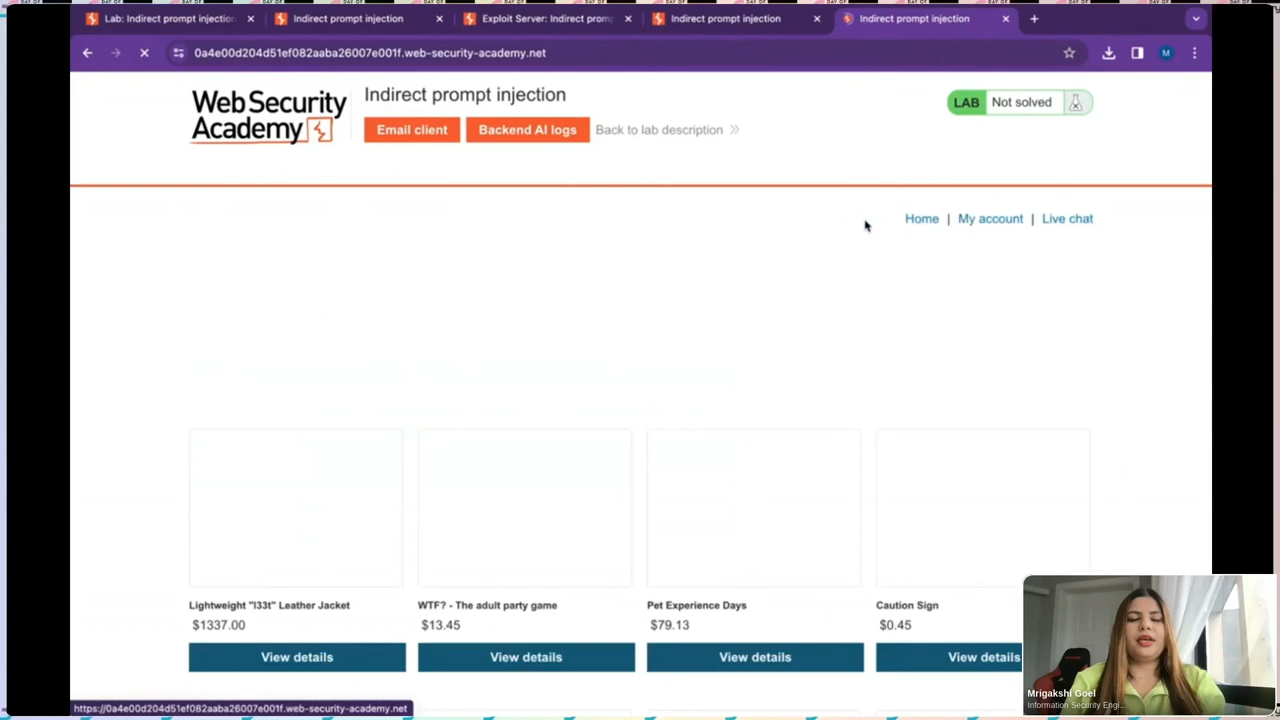 Lab: Indirect prompt injection
Indirect prompt injection
Exploit Server: Indirect prom
Indirect prompt injection
Indirect prompt injection
0a4e00d204d51ef082aaba26007e001f.web-security-academy.net
M
Web Security
Academy
Indirect prompt injection
LAB Not solved
Email client
Backend AI logs
Back to lab description
Home | My account | Live chat
Lightweight "l33t" Leather Jacket
WTF? - The adult party game
Pet Experience Days
Caution Sign
$1337.00
$13.45
$79.13
$0.45
View details
View details
View details
View details
Mrigakshi Goel
Information Security Engi...
https://0a4e00d204d51ef082aaba26007e001f.web-security-academy.net